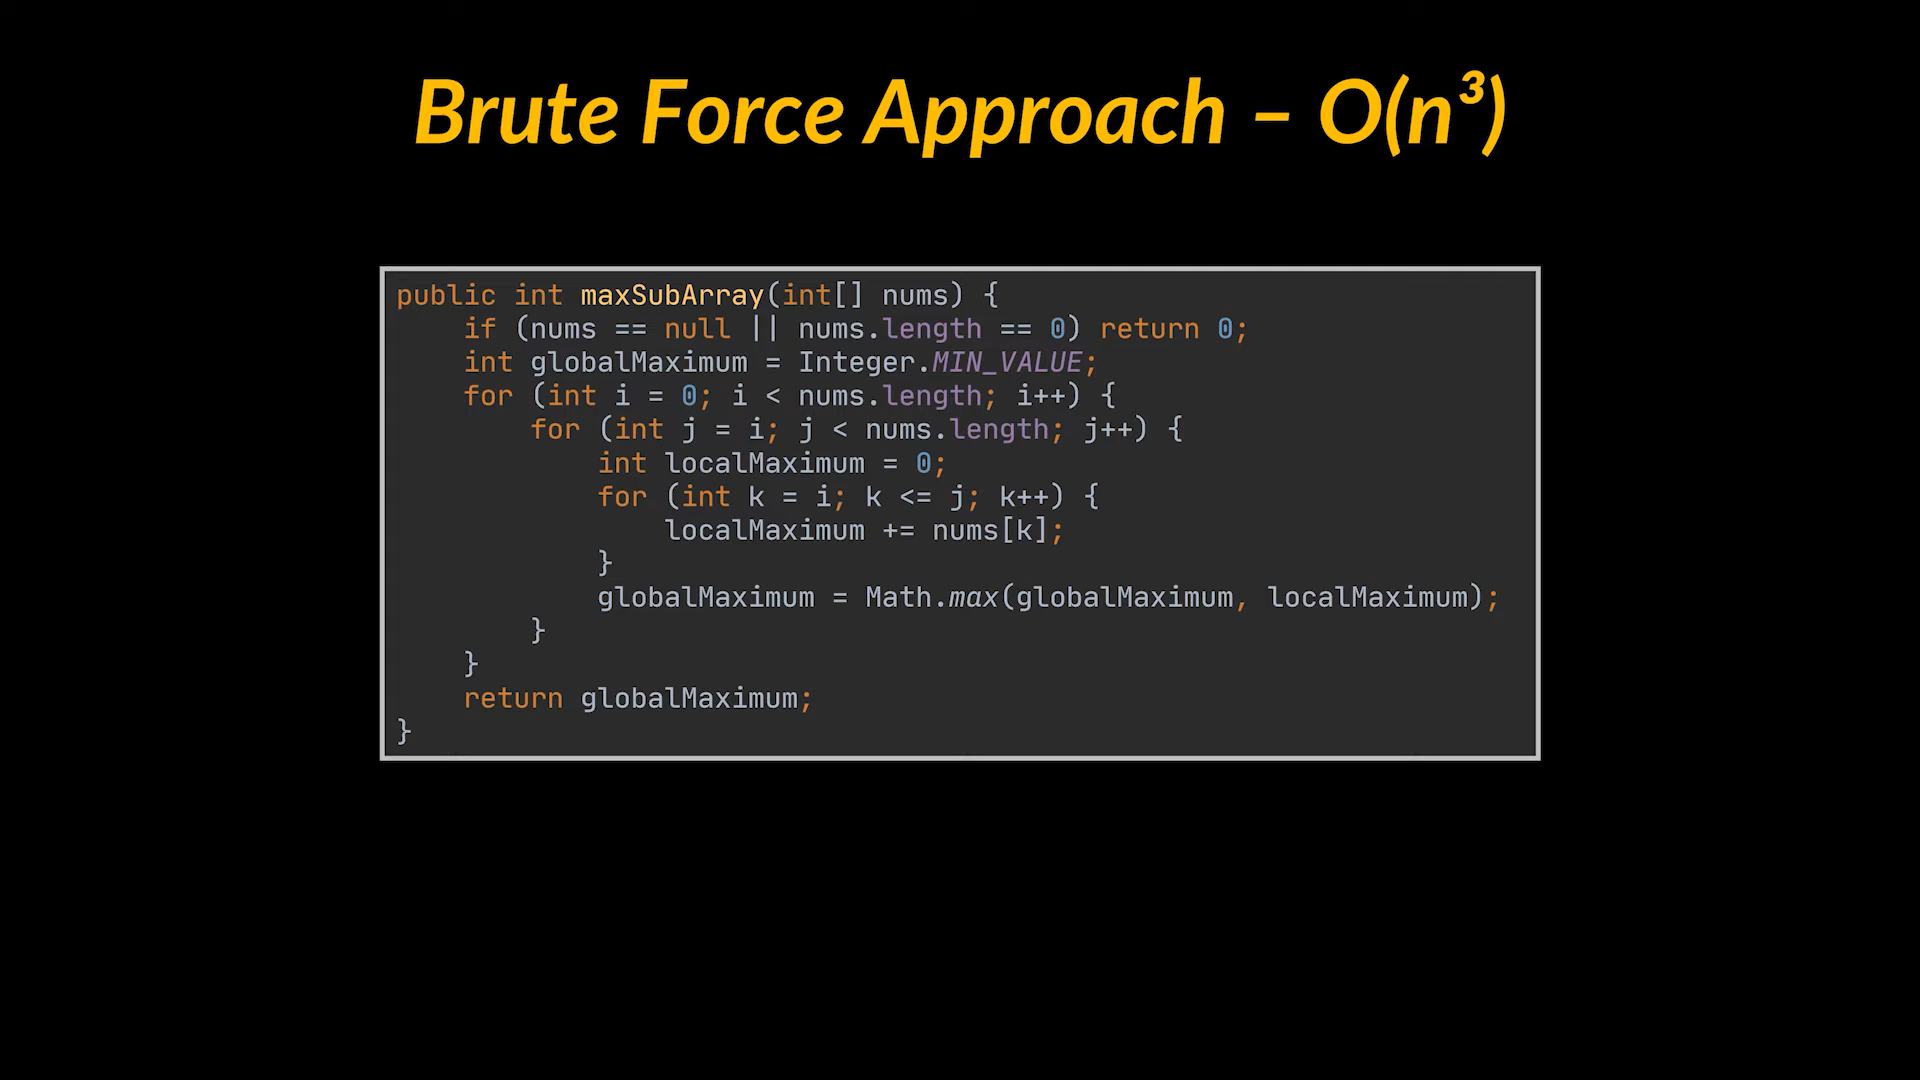 Brute Force Approach – O(n³)
public int maxSubArray(int[] nums) {
    if (nums == null || nums.length == 0) return 0;
    int globalMaximum = Integer.MIN_VALUE;
    for (int i = 0; i < nums.length; i++) {
        for (int j = i; j < nums.length; j++) {
            int localMaximum = 0;
            for (int k = i; k <= j; k++) {
                localMaximum += nums[k];
            }
            globalMaximum = Math.max(globalMaximum, localMaximum);
        }
    }
    return globalMaximum;
}